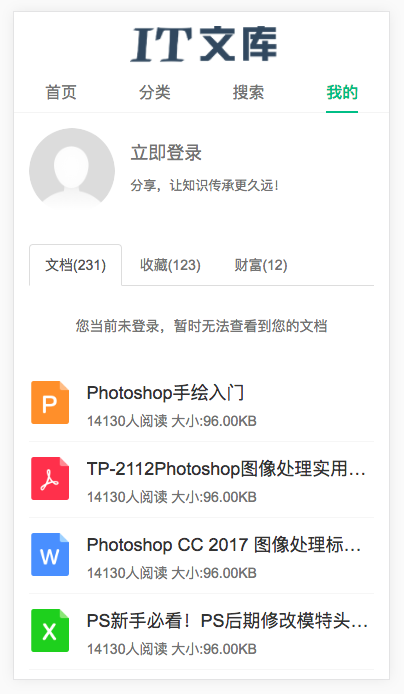 IT文库
首页 分类 搜索 我的
立即登录
分享，让知识传承更久远！
文档(231) 收藏(123) 财富(12)
您当前未登录，暂时无法查看到您的文档
P
Photoshop手绘入门
14130人阅读 大小:96.00KB
TP-2112Photoshop图像处理实用…
14130人阅读 大小:96.00KB
W
Photoshop CC 2017 图像处理标…
14130人阅读 大小:96.00KB
X
PS新手必看！PS后期修改模特头…
14130人阅读 大小:96.00KB